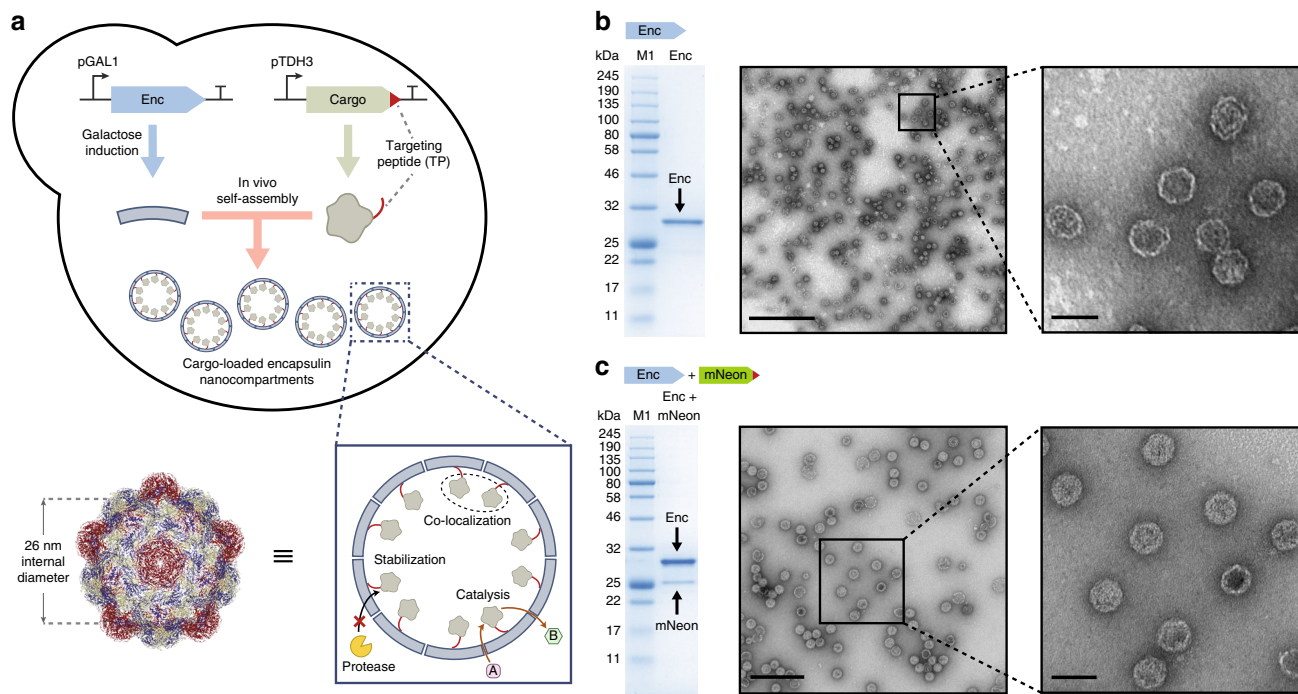 a
pGAL1
pTDH3
Enc
Cargo
Galactose
induction
Targeting
peptide (TP)
In vivo
self-assembly
Cargo-loaded encapsulin
nanocompartments
26 nm
internal
diameter
≡
Co-localization
Stabilization
Catalysis
Protease
A
B
b
Enc
kDa M1 Enc
245
190
135
100
80
58
46
32
25
22
17
11
Enc
c
Enc + mNeon
Enc +
kDa M1 mNeon
245
190
135
100
80
58
46
32
25
22
17
11
Enc
mNeon